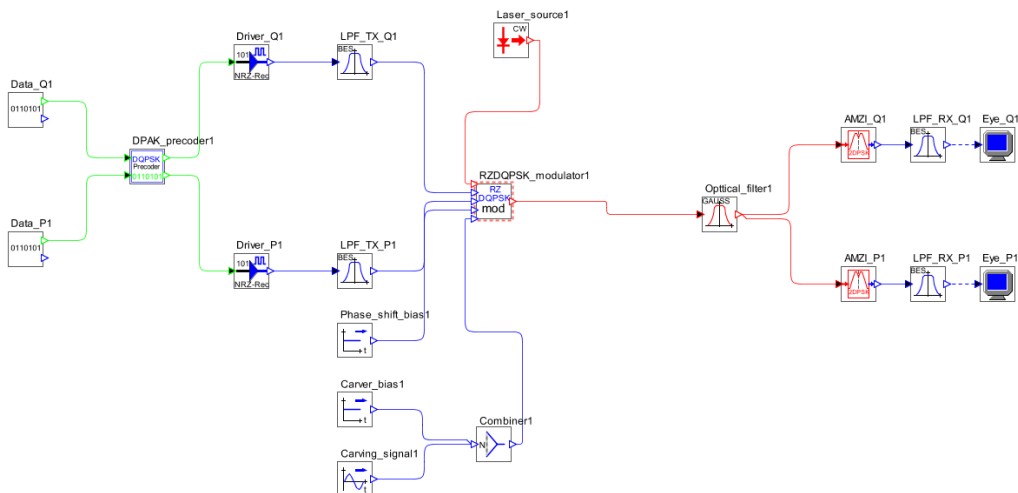 Laser_source1
CW
Driver_Q1
101
NRZ-Rec
LPF_TX_Q1
BES
Data_Q1
0110101
DPAK_precoder1
DQPSK
Precoder
0110101
AMZI_Q1
2DPSK
LPF_RX_Q1
BES
Eye_Q1
RZDQPSK_modulator1
RZ
DQPSK
mod
Opttical_filter1
GAUSS
Data_P1
0110101
Driver_P1
101
NRZ-Rec
LPF_TX_P1
BES
AMZI_P1
2DPSK
LPF_RX_P1
BES
Eye_P1
Phase_shift_bias1
t
Carver_bias1
t
Combiner1
N
Carving_signal1
t